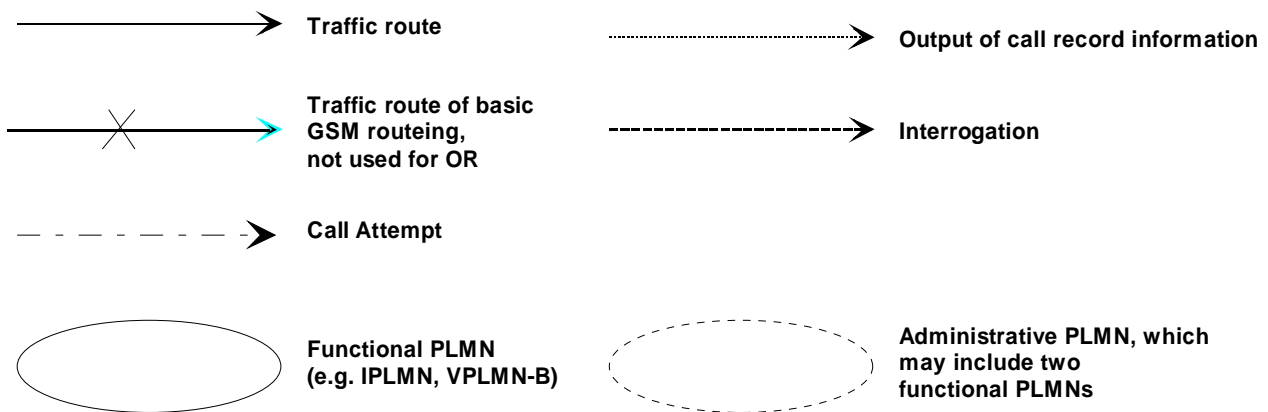 Traffic route
Output of call record information
Traffic route of basic
GSM routeing,
not used for OR
Interrogation
Call Attempt
Functional PLMN
(e.g. IPLMN, VPLMN-B)
Administrative PLMN, which
may include two
functional PLMNs